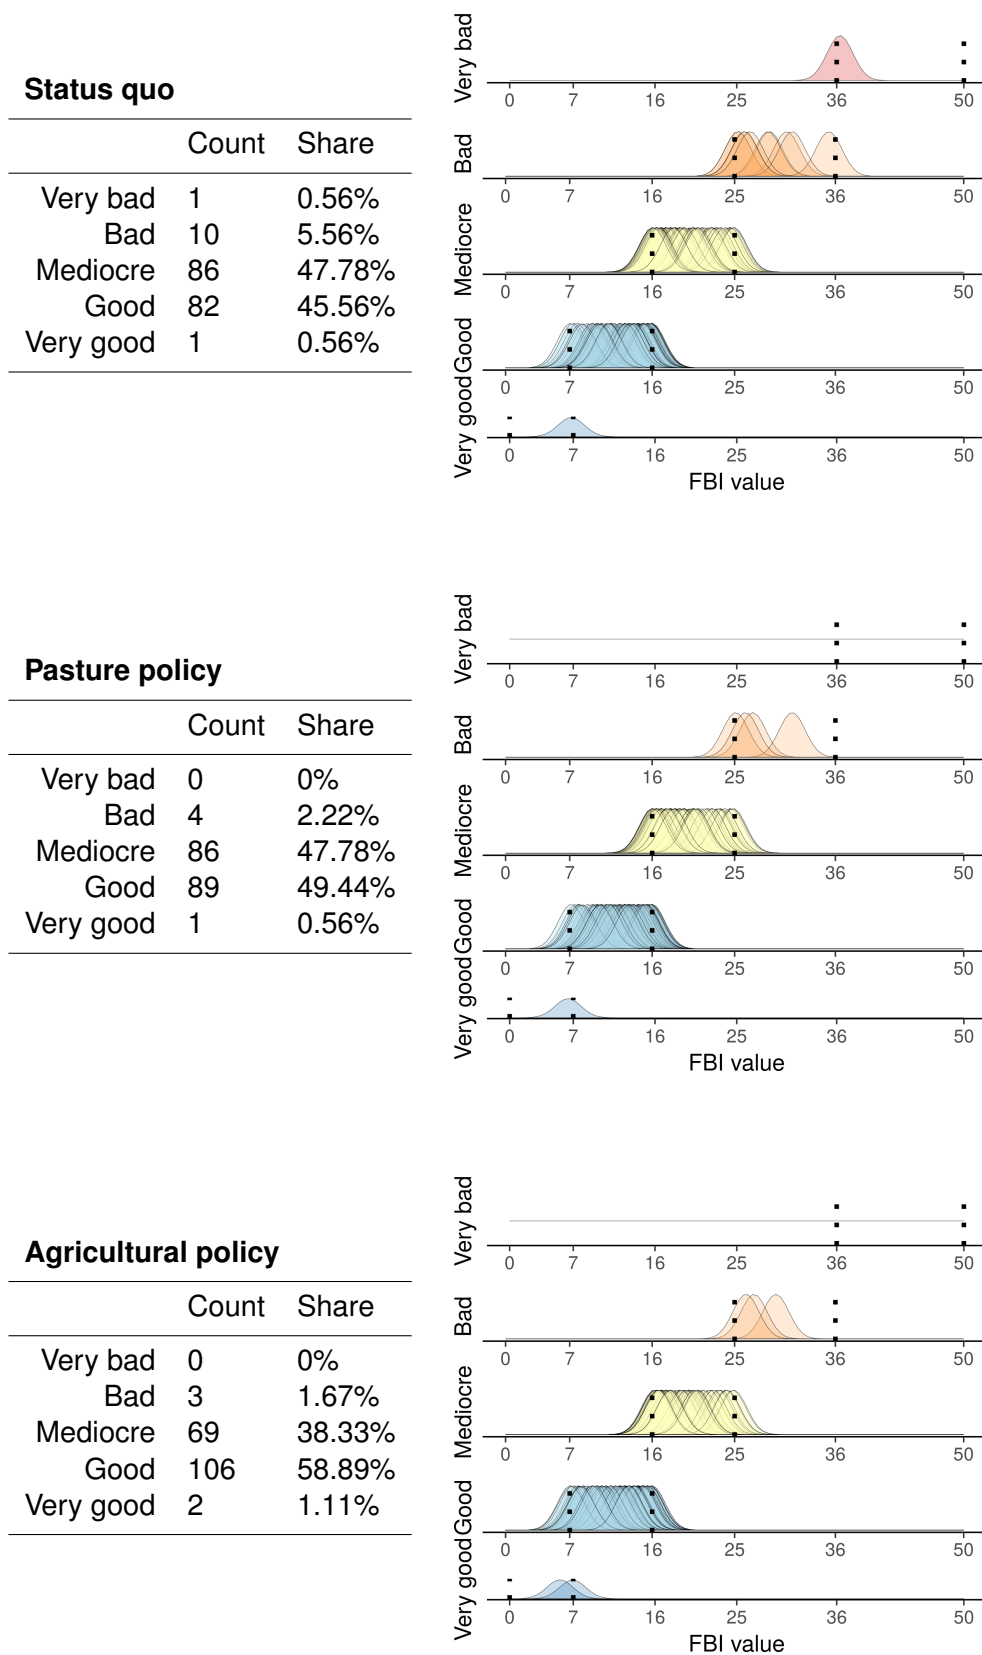 Status quo
Count Share
Very bad 1 0.56%
Bad 10 5.56%
Mediocre 86 47.78%
Good 82 45.56%
Very good 1 0.56%
Very bad
0 7 16 25 36 50
Bad
0 7 16 25 36 50
Mediocre
0 7 16 25 36 50
Good
0 7 16 25 36 50
Very good
0 7 16 25 36 50
FBI value
Pasture policy
Count Share
Very bad 0 0%
Bad 4 2.22%
Mediocre 86 47.78%
Good 89 49.44%
Very good 1 0.56%
Very bad
0 7 16 25 36 50
Bad
0 7 16 25 36 50
Mediocre
0 7 16 25 36 50
Good
0 7 16 25 36 50
Very good
0 7 16 25 36 50
FBI value
Agricultural policy
Count Share
Very bad 0 0%
Bad 3 1.67%
Mediocre 69 38.33%
Good 106 58.89%
Very good 2 1.11%
Very bad
0 7 16 25 36 50
Bad
0 7 16 25 36 50
Mediocre
0 7 16 25 36 50
Good
0 7 16 25 36 50
Very good
0 7 16 25 36 50
FBI value